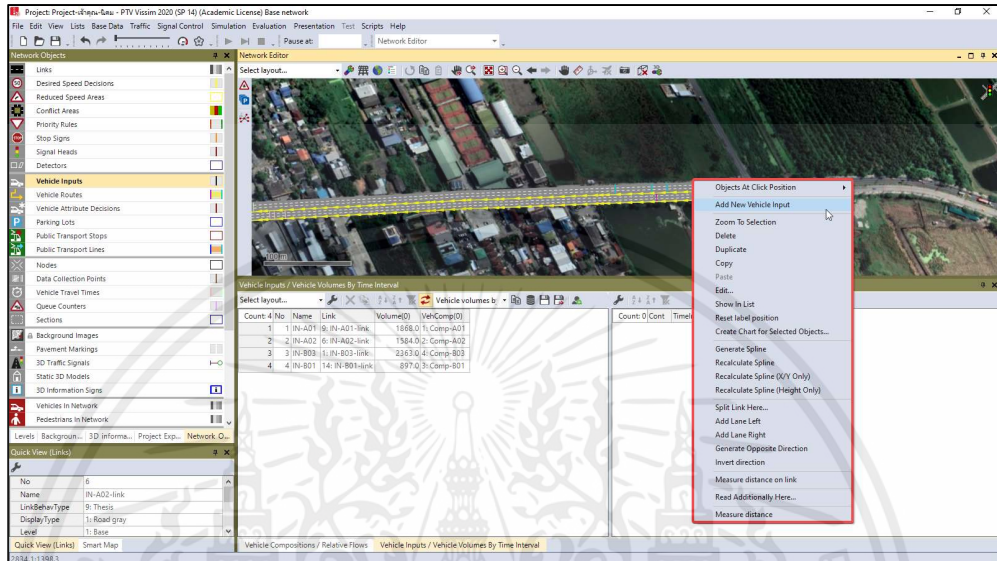 Project: Project-เจ้าคุณ-นิคม - PTV Vissim 2020 (SP 14) (Academic License) Base network
File Edit View Lists Base Data Traffic Signal Control Simulation Evaluation Presentation Test Scripts Help
Pause at: Network Editor
Network Objects
Links
Desired Speed Decisions
Reduced Speed Areas
Conflict Areas
Priority Rules
Stop Signs
Signal Heads
Detectors
Vehicle Inputs
Vehicle Routes
Vehicle Attribute Decisions
Parking Lots
Public Transport Stops
Public Transport Lines
Nodes
Data Collection Points
Vehicle Travel Times
Queue Counters
Sections
Background Images
Pavement Markings
3D Traffic Signals
Static 3D Models
3D Information Signs
Vehicles In Network
Pedestrians In Network
Levels Backgroun... 3D Informa... Project Exp... Network O...
Quick View (Links)
No 6
Name IN-A02-link
LinkBehavType 9: Thesis
DisplayType 1: Road gray
Level 1: Base
Quick View (Links) Smart Map
2834.1:1398.3
Network Editor
Select layout...
100 m
Objects At Click Position
Add New Vehicle Input
Zoom To Selection
Delete
Duplicate
Copy
Paste
Edit...
Show In List
Reset label position
Create Chart for Selected Objects...
Generate Spline
Recalculate Spline
Recalculate Spline (X/Y Only)
Recalculate Spline (Height Only)
Split Link Here...
Add Lane Left
Add Lane Right
Generate Opposite Direction
Invert direction
Measure distance on link
Read Additionally Here...
Measure distance
Vehicle Inputs / Vehicle Volumes By Time Interval
Select layout... Vehicle volumes b
Count: 4 No Name Link Volume(0) VehComp(0)
1 1 IN-A01 9: IN-A01-link 1868.0 1: Comp-A01
2 2 IN-A02 6: IN-A02-link 1584.0 2: Comp-A02
3 3 IN-B03 1: IN-B03-link 2363.0 4: Comp-B03
4 4 IN-B01 14: IN-B01-link 897.0 3: Comp-B01
Count: 0 Cont TimeI
Vehicle Compositions / Relative Flows Vehicle Inputs / Vehicle Volumes By Time Interval